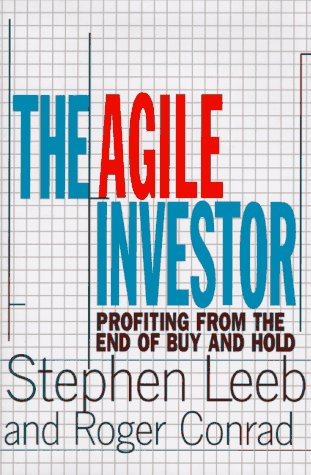 THE AGILE
INVESTOR
PROFITING FROM THE
END OF BUY AND HOLD
Stephen Leeb
and Roger Conrad